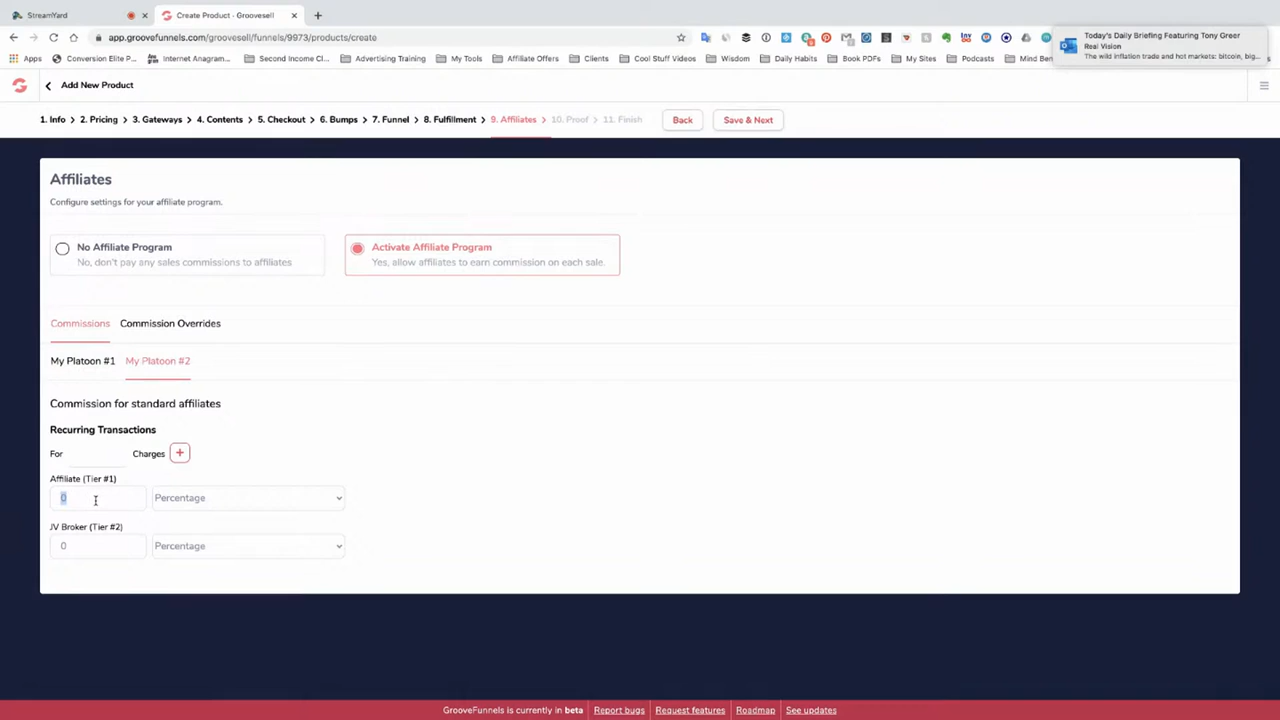 StreamYard
Create Product - Groovesell
app.groovefunnels.com/groovesell/funnels/9973/products/create
Today's Daily Briefing Featuring Tony Greer
Real Vision
The wild inflation trade and hot markets: bitcoin, big...
Apps Conversion Elite P... Internet Anagram... Second Income Cl... Advertising Training My Tools Affiliate Offers Clients Cool Stuff Videos Wisdom Daily Habits Book PDFs My Sites Podcasts Mind Ben
Add New Product
1. Info 2. Pricing 3. Gateways 4. Contents 5. Checkout 6. Bumps 7. Funnel 8. Fulfillment 9. Affiliates 10. Proof 11. Finish Back Save & Next
Affiliates
Configure settings for your affiliate program.
No Affiliate Program
No, don't pay any sales commissions to affiliates
Activate Affiliate Program
Yes, allow affiliates to earn commission on each sale.
Commissions Commission Overrides
My Platoon #1 My Platoon #2
Commission for standard affiliates
Recurring Transactions
For Charges +
Affiliate (Tier #1)
0 Percentage
JV Broker (Tier #2)
0 Percentage
GrooveFunnels is currently in beta Report bugs Request features Roadmap See updates